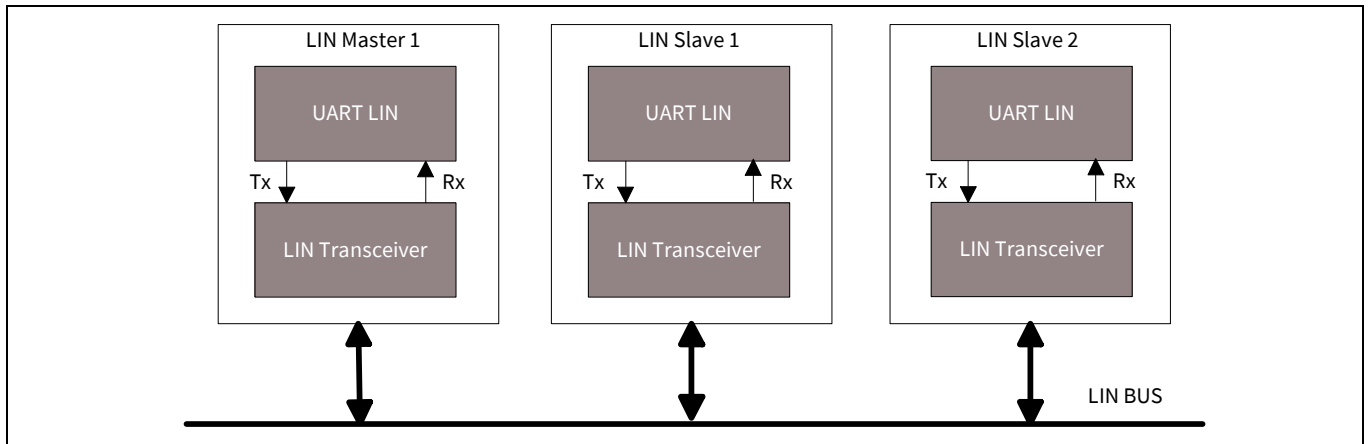 LIN Master 1
UART LIN
Tx
Rx
LIN Transceiver
LIN Slave 1
UART LIN
Tx
Rx
LIN Transceiver
LIN Slave 2
UART LIN
Tx
Rx
LIN Transceiver
LIN BUS